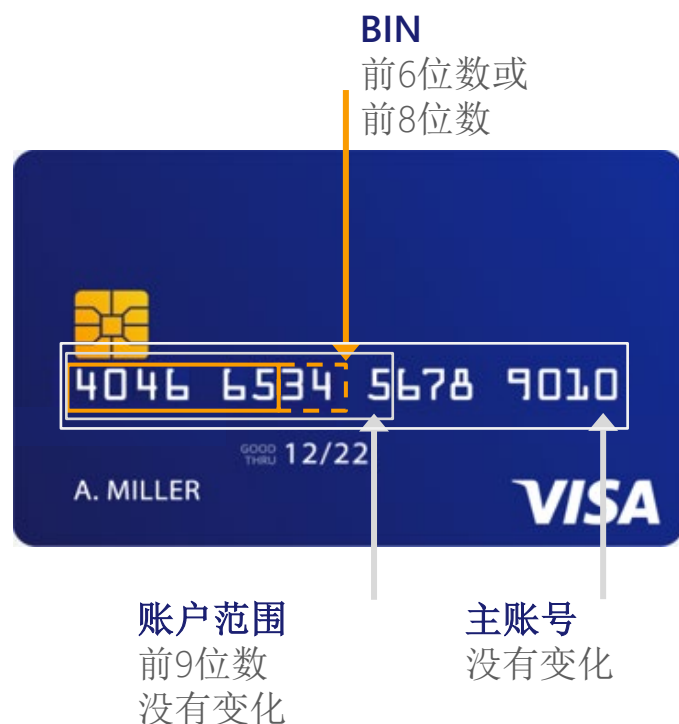 BIN
前6位数或
前8位数
4046 6534 5678 9010
GOOD
THRU
12/22
A. MILLER
VISA
账户范围
前9位数
没有变化
主账号
没有变化